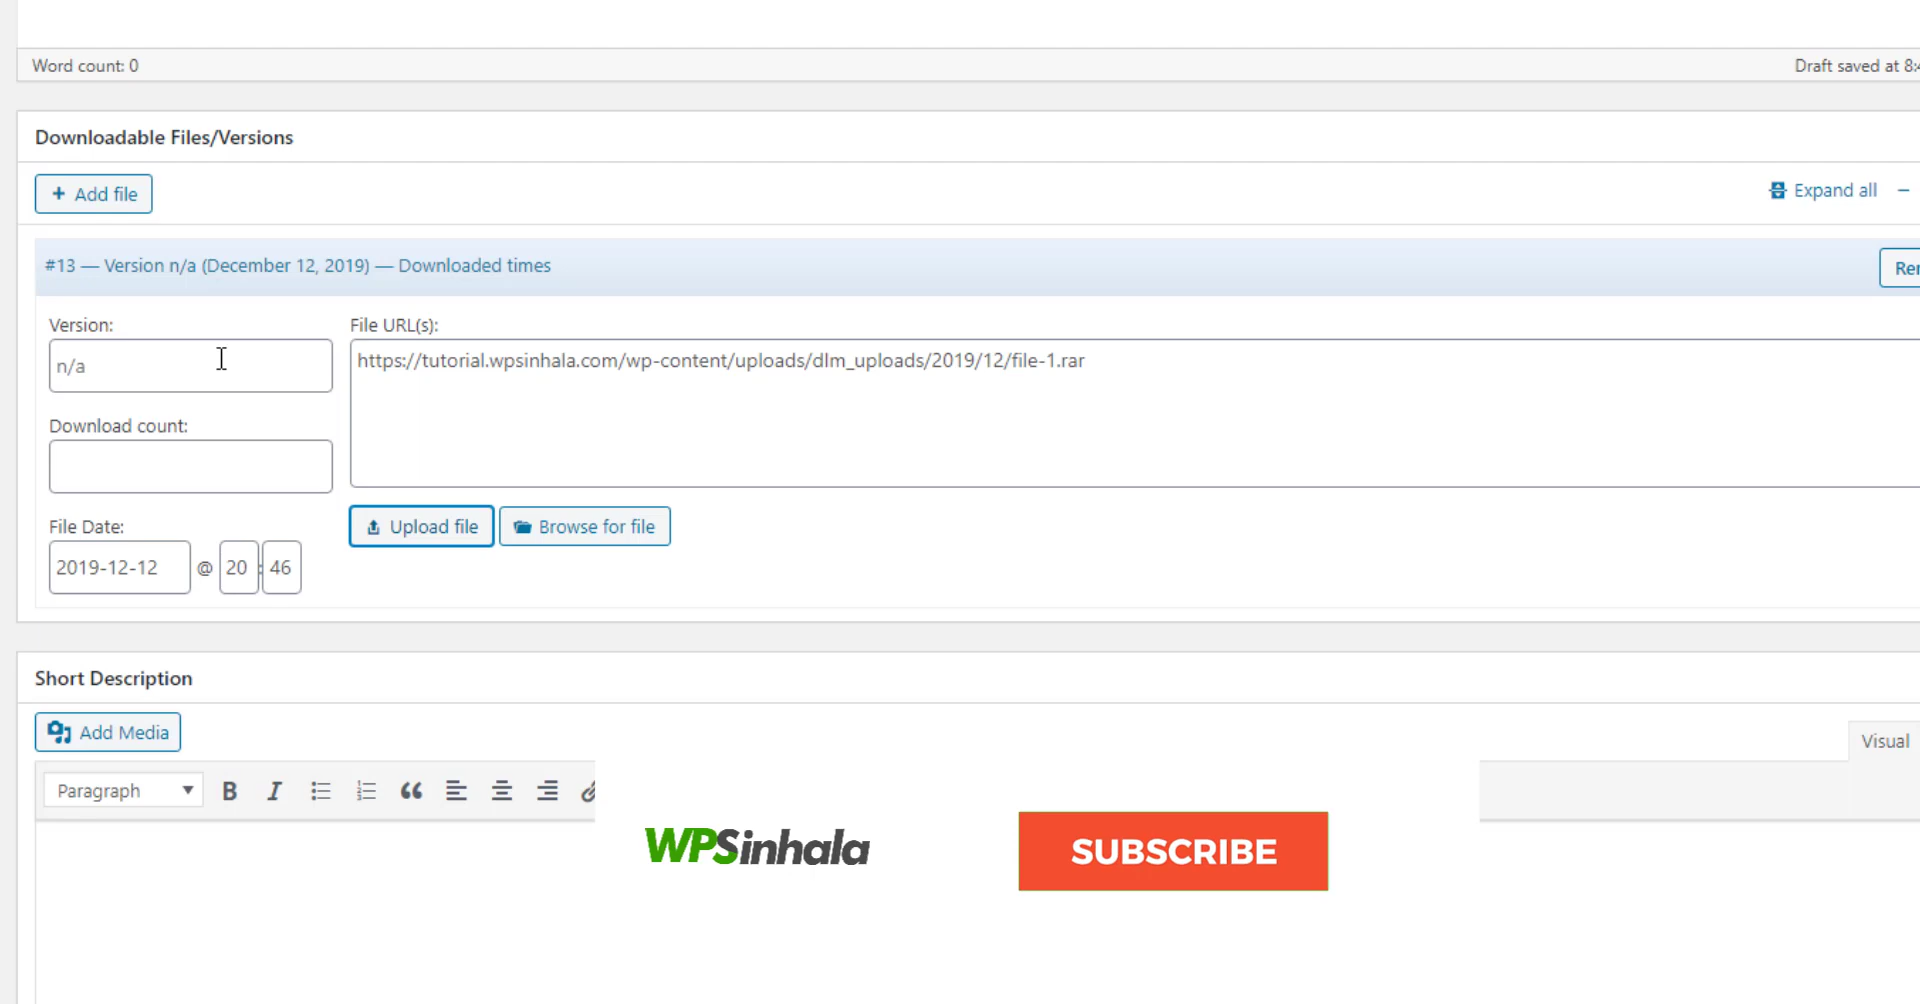 Word count: 0
Draft saved at 8:4
Downloadable Files/Versions
+ Add file
Expand all
#13 — Version n/a (December 12, 2019) — Downloaded times
Version:
n/a
File URL(s):
https://tutorial.wpsinhala.com/wp-content/uploads/dlm_uploads/2019/12/file-1.rar
Download count:
Upload file
Browse for file
File Date:
2019-12-12 @ 20 : 46
Short Description
Add Media
Visual
Paragraph
WPSinhala
SUBSCRIBE